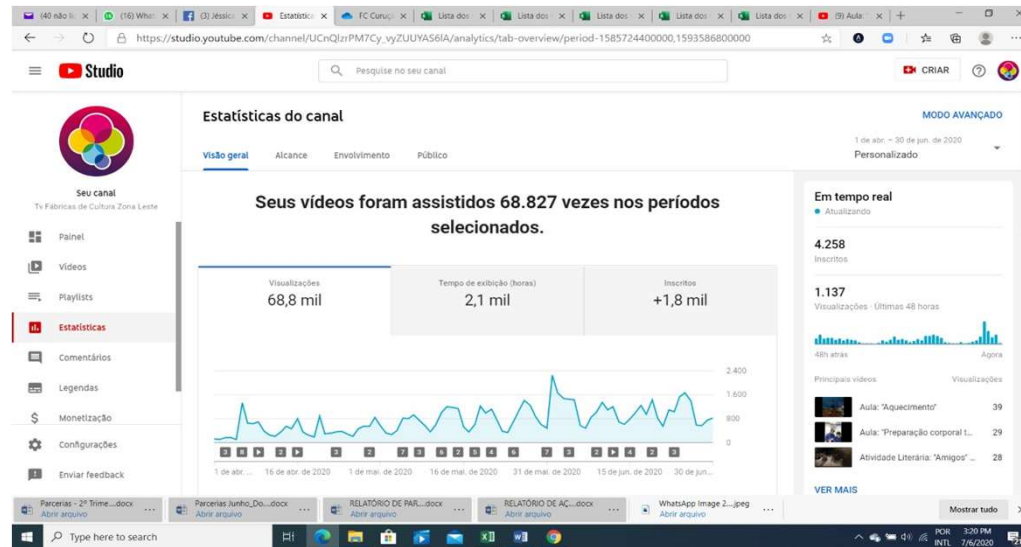 (40 não li
(16) What
(3) Jéssic
Estatístic
FC Curuç
Lista dos
Lista dos
Lista dos
Lista dos
Lista dos
(9) Aula:
https://studio.youtube.com/channel/UCnQlzrPM7Cy_vyZUUYAS6lA/analytics/tab-overview/period-1585724400000,1593586800000
Studio
Pesquise no seu canal
CRIAR
Seu canal
Tv Fábricas de Cultura Zona Leste
Painel
Vídeos
Playlists
Estatísticas
Comentários
Legendas
Monetização
Configurações
Enviar feedback
Estatísticas do canal
MODO AVANÇADO
Visão geral
Alcance
Envolvimento
Público
1 de abr. – 30 de jun. de 2020
Personalizado
Seus vídeos foram assistidos 68.827 vezes nos períodos
selecionados.
Visualizações
68,8 mil
Tempo de exibição (horas)
2,1 mil
Inscritos
+1,8 mil
2.400
1.600
800
0
1 de abr. ...
16 de abr. de 2020
1 de mai. de 2020
16 de mai. de 2020
31 de mai. de 2020
15 de jun. de 2020
30 de jun...
Em tempo real
Atualizando
4.258
Inscritos
1.137
Visualizações · Últimas 48 horas
48h atrás
Agora
Principais vídeos
Visualizações
Aula: "Aquecimento"
39
Aula: "Preparação corporal t...
29
Atividade Literária: "Amigos" ...
28
VER MAIS
Parcerias - 2º Trime....docx
Abrir arquivo
Parcerias Junho_Do....docx
Abrir arquivo
RELATÓRIO DE PAR....docx
Abrir arquivo
RELATÓRIO DE AÇ....docx
Abrir arquivo
WhatsApp Image 2....jpeg
Abrir arquivo
Mostrar tudo
Type here to search
POR
INTL
3:20 PM
7/6/2020